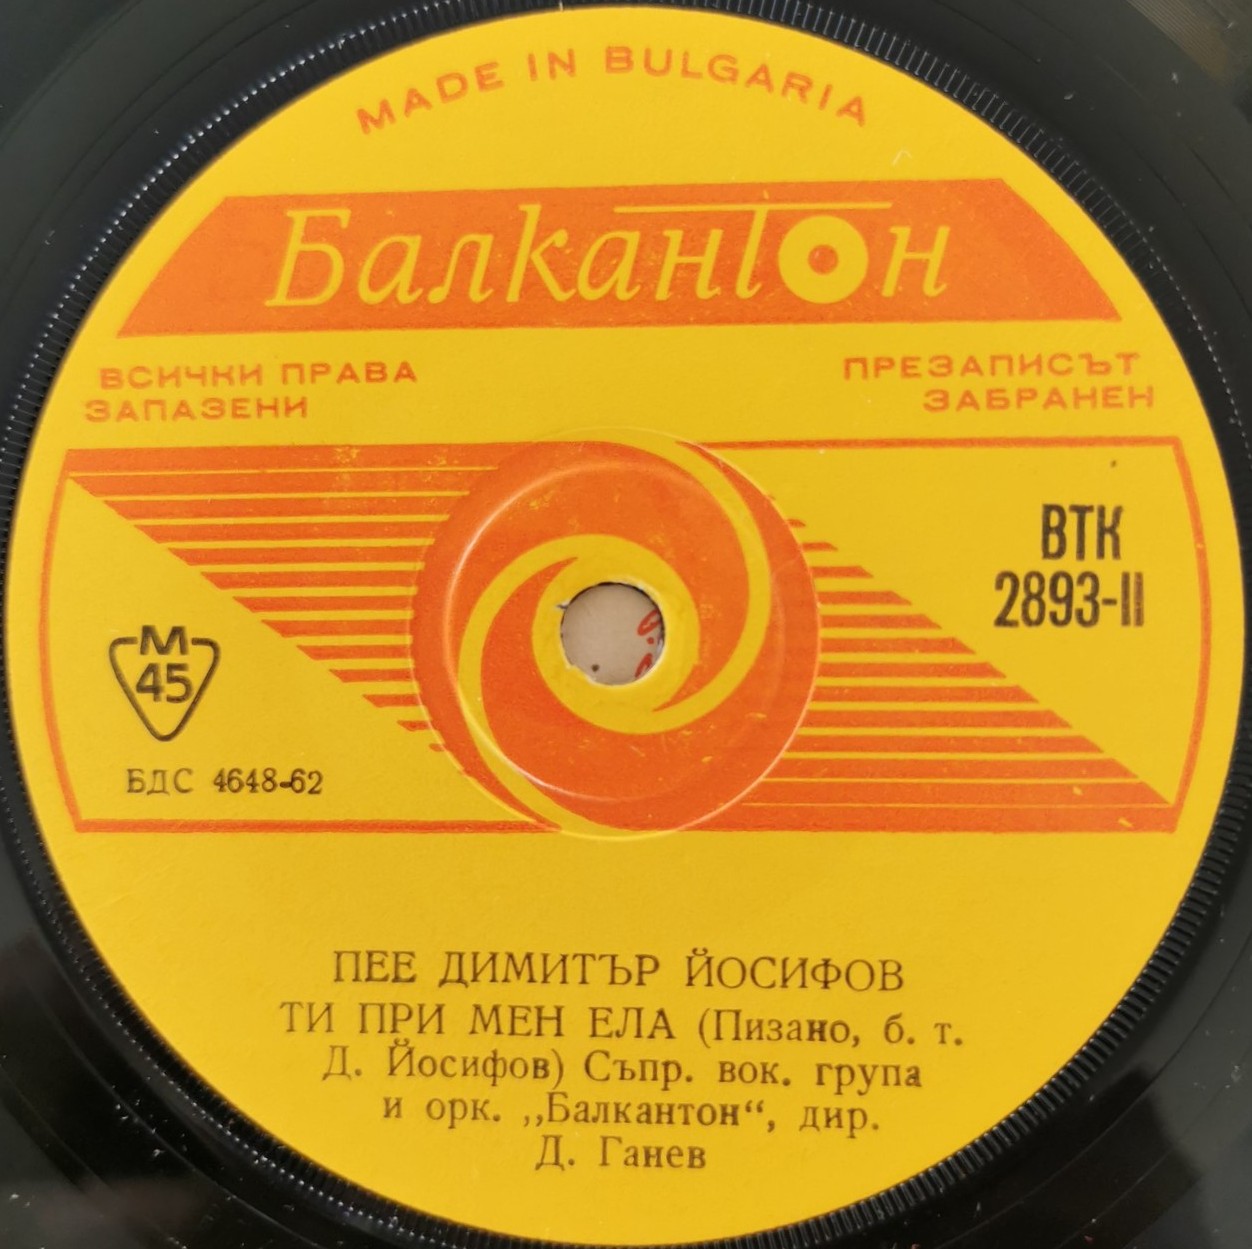 MADE IN BULGARIA
Балкантон
ВСИЧКИ ПРАВА
ЗАПАЗЕНИ
ПРЕЗАПИСЪТ
ЗАБРАНЕН
ВТК
2893-II
М
45
БДС 4648-62
ПЕЕ ДИМИТЪР ЙОСИФОВ
ТИ ПРИ МЕН ЕЛА (Пизано, б. т.
Д. Йосифов) Съпр. вок. група
и орк. „Балкантон“, дир.
Д. Ганев